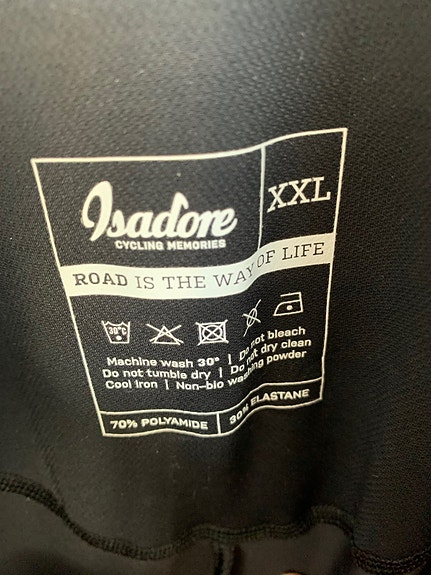 Isadore
CYCLING MEMORIES
XXL
ROAD IS THE WAY OF LIFE
30°C
Machine wash 30° | Do not bleach
Do not tumble dry | Do not dry clean
Cool iron | Non-bio washing powder
70% POLYAMIDE | 30% ELASTANE